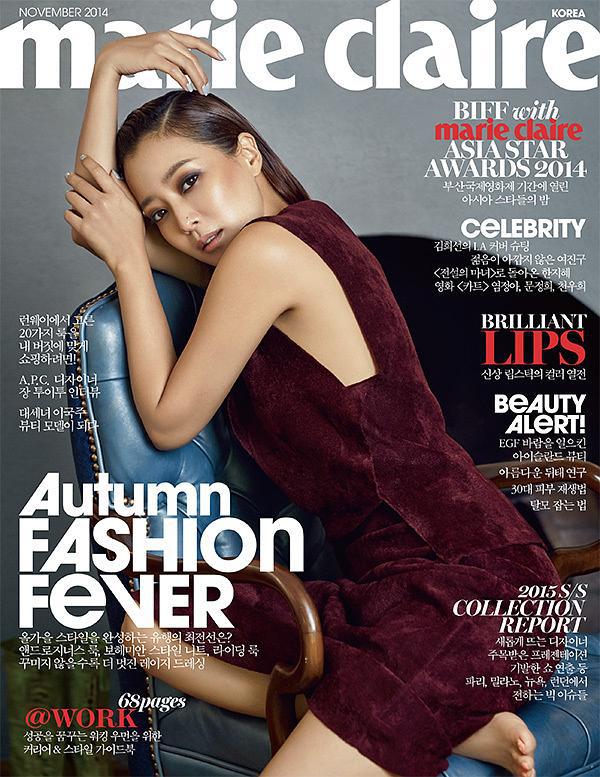 NOVEMBER 2014
KOREA
marie claire
BIFF with
marie claire
ASIA STAR
AWARDS 2014
부산국제영화제 기간에 열린
아시아 스타들의 밤
CELEBRITY
김희선의 LA 커버 슈팅
젊음이 아깝지 않은 여진구
<전설의 마녀>로 돌아온 한지혜
영화 <카트> 염정아, 문정희, 천우희
BRILLIANT
LIPS
신상 립스틱의 컬러 열전
BEAUTY
ALERT!
EGF 바람을 일으킨
아이슬란드 뷰티
아름다운 뒤태 연구
30대 피부 재생법
탈모 잡는 법
런웨이에서 고른
20가지 룩을
내 버짓에 맞게
쇼핑하려면!
A.P.C. 디자이너
장 투이투 인터뷰
대세녀 이국주
뷰티 모델이 되다
Autumn
FASHION
FEVER
올가을 스타일을 완성하는 유행의 최전선은?
앤드로지너스 룩, 보헤미안 스타일 니트, 라이딩 룩
꾸미지 않을수록 더 멋진 레이지 드레싱
68pages
@WORK
성공을 꿈꾸는 워킹 우먼을 위한
커리어 & 스타일 가이드북
2015 S/S
COLLECTION
REPORT
새롭게 뜨는 디자이너
주목받은 프레젠테이션
기발한 쇼 연출 등
파리, 밀라노, 뉴욕, 런던에서
전하는 빅 이슈들